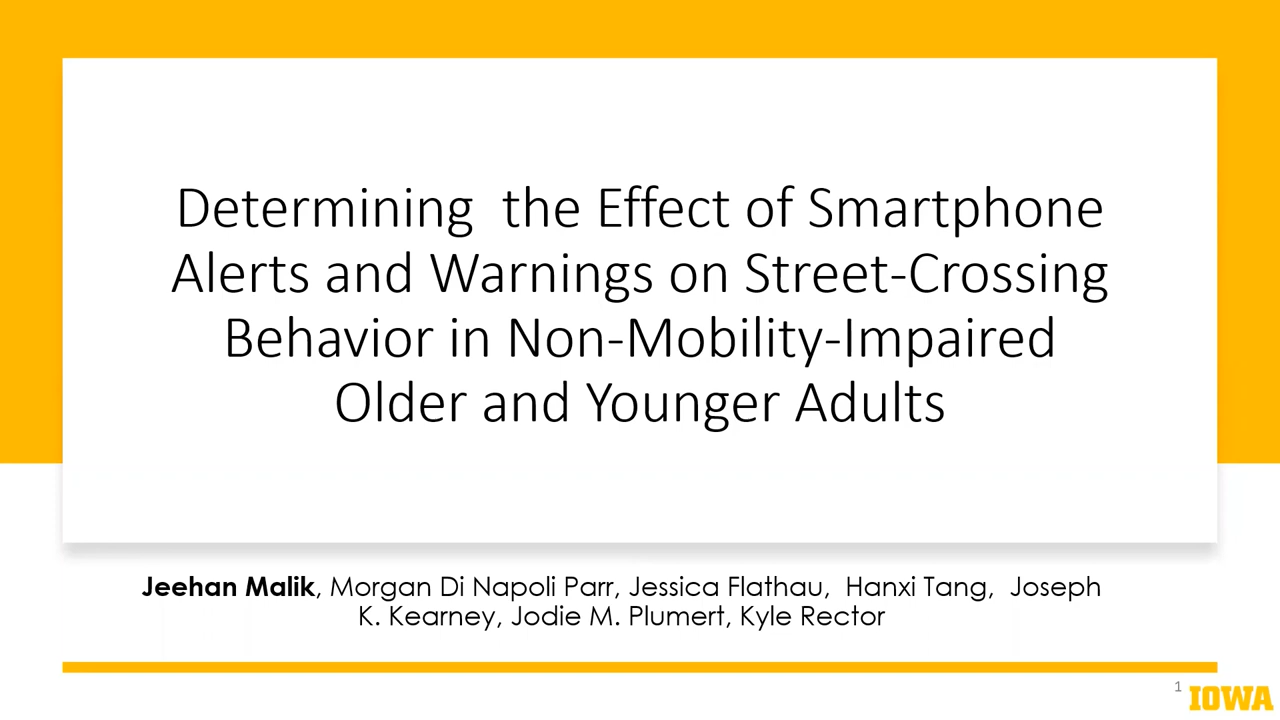 Determining  the Effect of Smartphone
Alerts and Warnings on Street-Crossing
Behavior in Non-Mobility-Impaired
Older and Younger Adults
Jeehan Malik, Morgan Di Napoli Parr, Jessica Flathau,  Hanxi Tang,  Joseph
K. Kearney, Jodie M. Plumert, Kyle Rector
1
IOWA